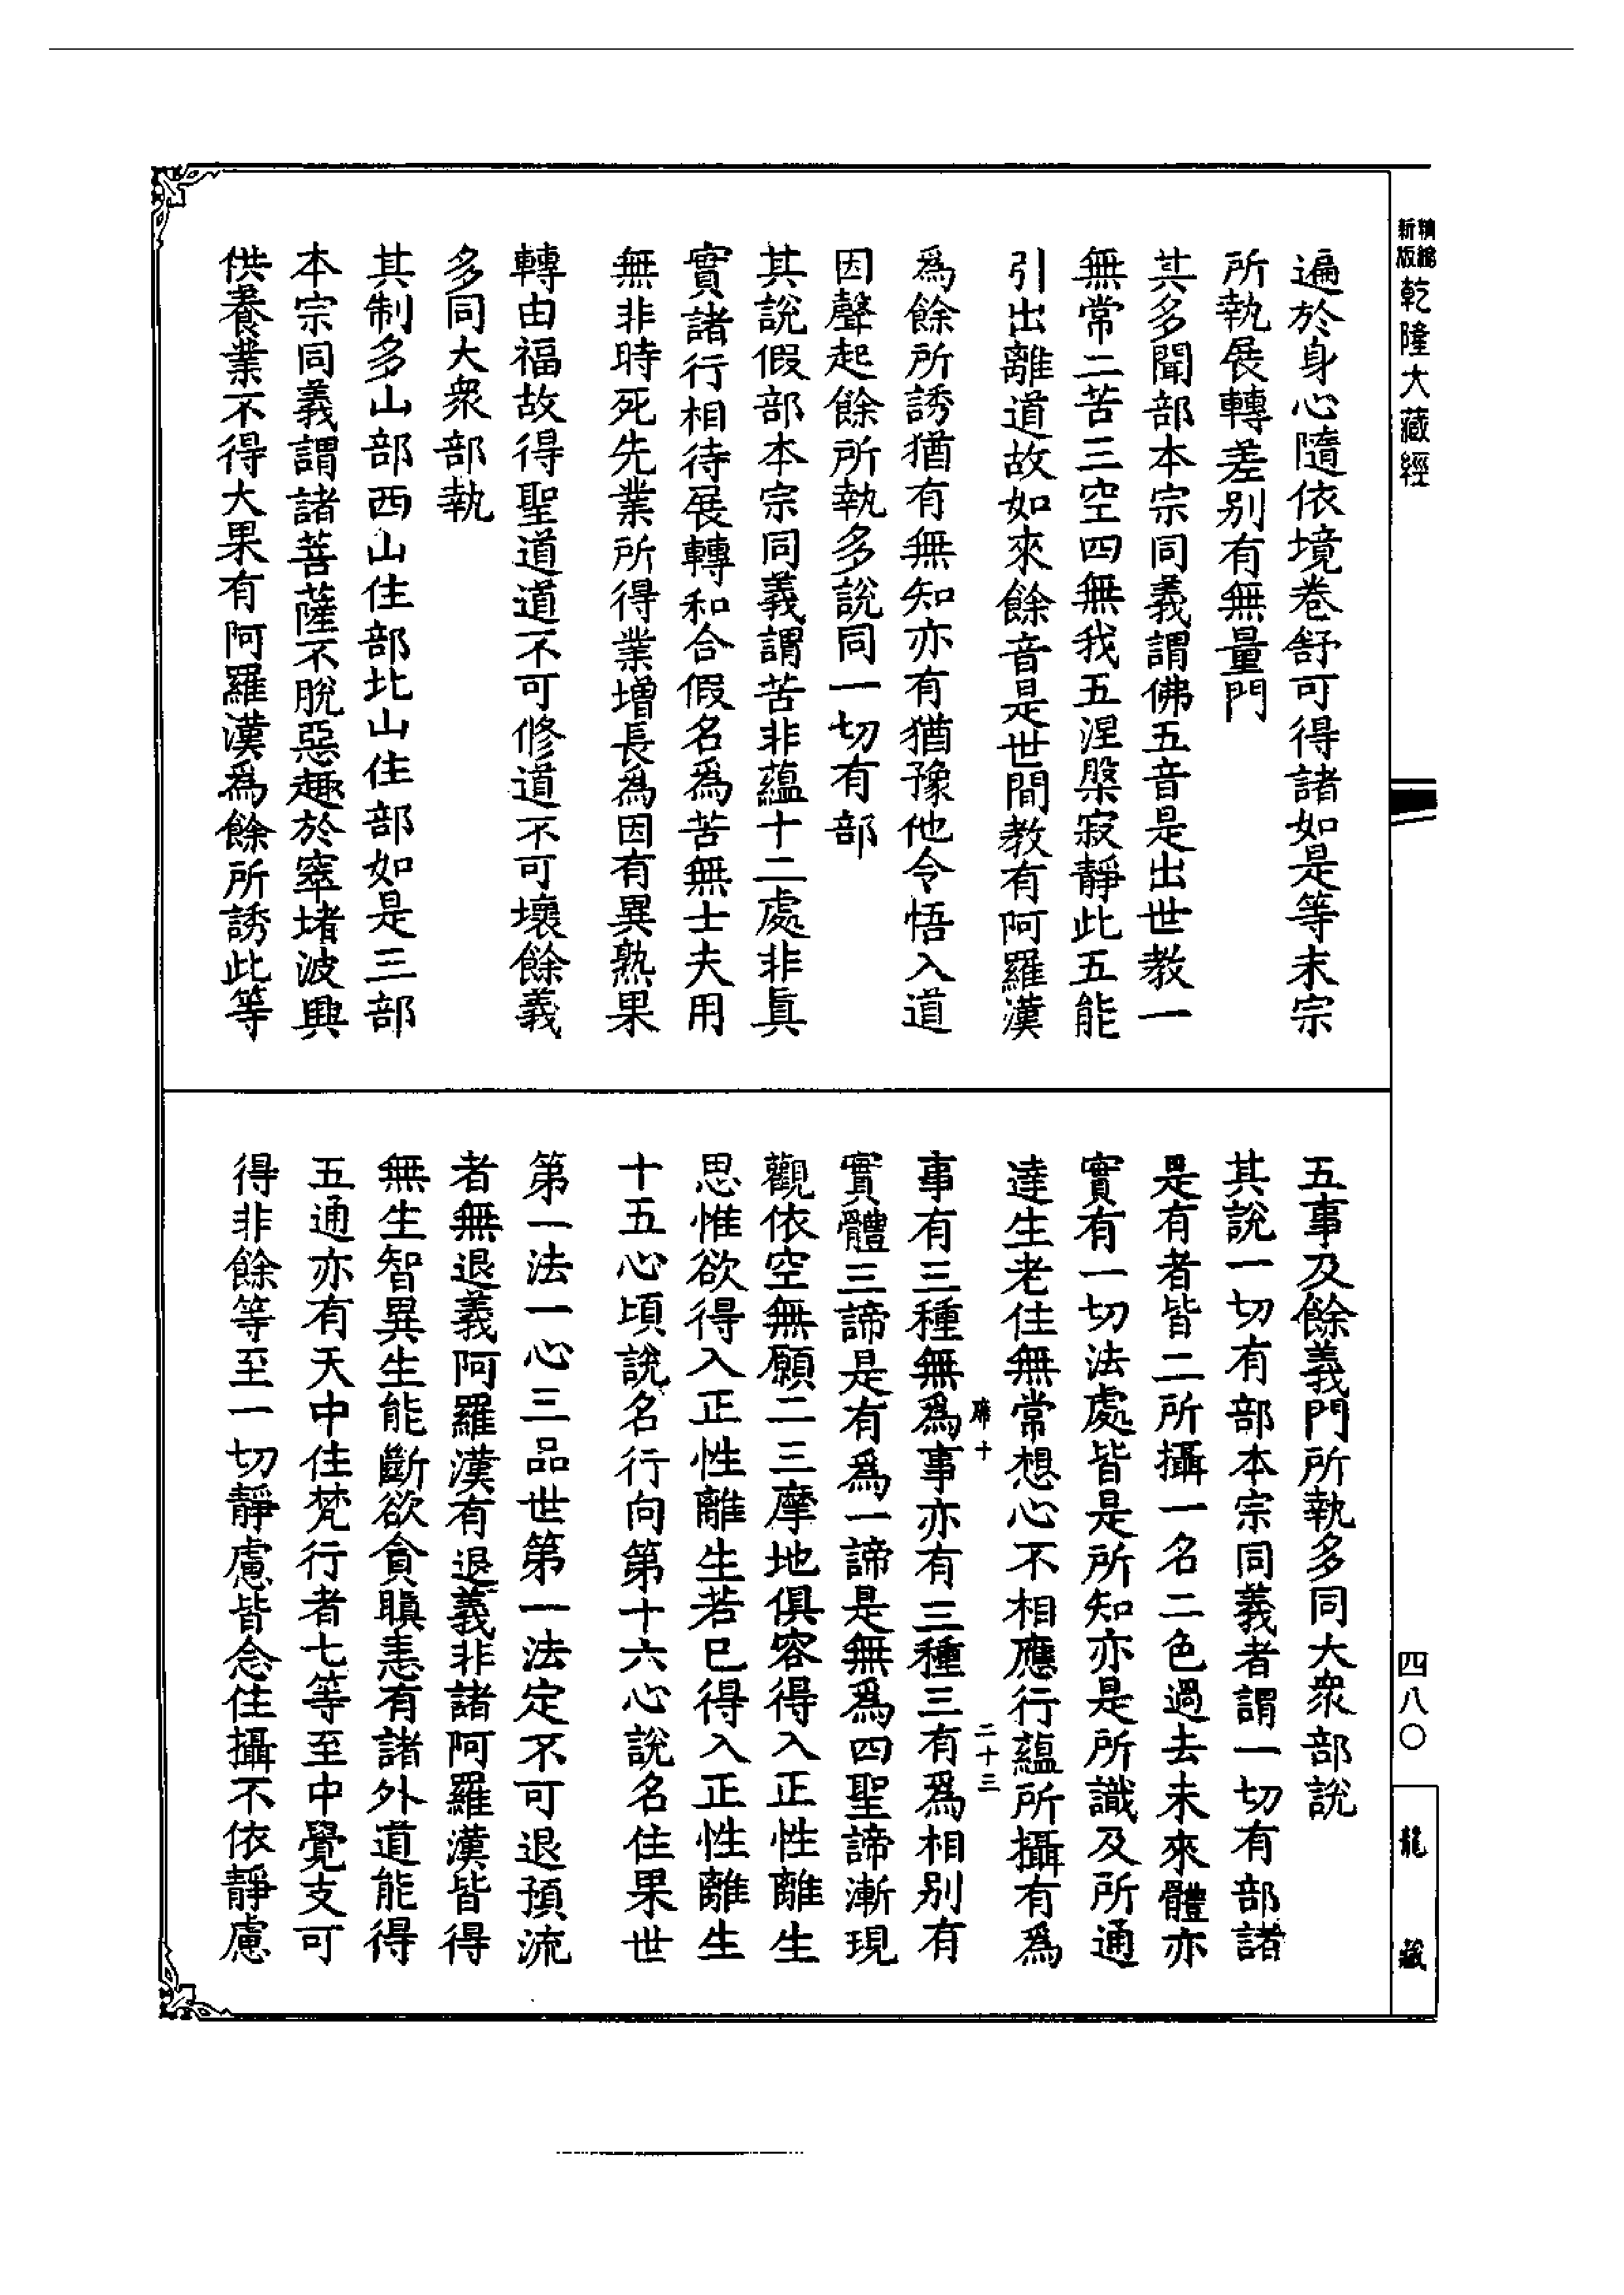 精縮
新版
乾隆大藏經
遍於身心隨依境卷舒可得諸如是等末宗
所執展轉差別有無量門
其多聞部本宗同義謂佛五音是出世教一
無常二苦三空四無我五涅槃寂靜此五能
引出離道故如來餘音是世間教有阿羅漢
爲餘所誘猶有無知亦有猶豫他令悟入道
因聲起餘所執多說同一切有部
其說假部本宗同義謂苦非蘊十二處非眞
實諸行相待展轉和合假名爲苦無士夫用
無非時死先業所得業增長爲因有異熟果
轉由福故得聖道道不可修道不可壞餘義
多同大衆部執
其制多山部西山住部北山住部如是三部
本宗同義謂諸菩薩不脫惡趣於窣堵波興
供養業不得大果有阿羅漢爲餘所誘此等
五事及餘義門所執多同大衆部說
其說一切有部本宗同義者謂一切有部諸
是有者皆二所攝一名二色過去未來體亦
實有一切法處皆是所知亦是所識及所通
達生老住無常想心不相應行蘊所攝有爲
席十
二十三
事有三種無爲事亦有三種三有爲相別有
實體三諦是有爲一諦是無爲四聖諦漸現
觀依空無願二三摩地俱容得入正性離生
思惟欲得入正性離生若已得入正性離生
十五心頃說名行向第十六心說名住果世
第一法一心三品世第一法定不可退預流
者無退義阿羅漢有退義非諸阿羅漢皆得
無生智異生能斷欲貪瞋恚有諸外道能得
五通亦有天中住梵行者七等至中覺支可
得非餘等至一切靜慮皆念住攝不依靜慮
四八〇
龍藏